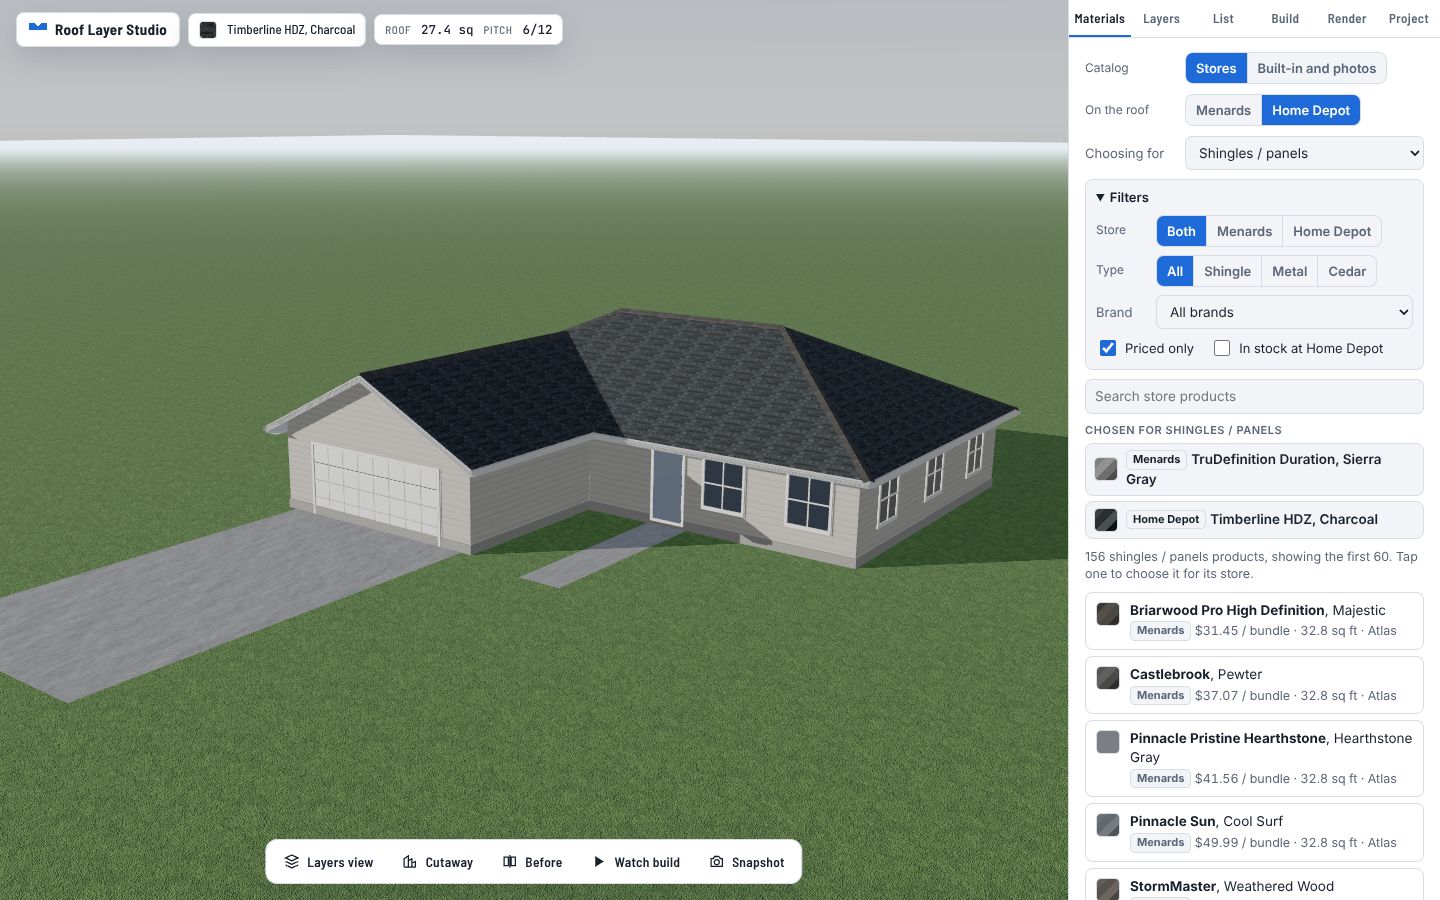 Roof Layer Studio
Timberline HDZ, Charcoal
ROOF 27.4 sq PITCH 6/12
Materials Layers List Build Render Project
Catalog Stores Built-in and photos
On the roof Menards Home Depot
Choosing for Shingles / panels
Filters
Store Both Menards Home Depot
Type All Shingle Metal Cedar
Brand All brands
Priced only In stock at Home Depot
Search store products
CHOSEN FOR SHINGLES / PANELS
Menards TruDefinition Duration, Sierra
Gray
Home Depot Timberline HDZ, Charcoal
156 shingles / panels products, showing the first 60. Tap
one to choose it for its store.
Briarwood Pro High Definition, Majestic
Menards $31.45 / bundle · 32.8 sq ft · Atlas
Castlebrook, Pewter
Menards $37.07 / bundle · 32.8 sq ft · Atlas
Pinnacle Pristine Hearthstone, Hearthstone
Gray
Menards $41.56 / bundle · 32.8 sq ft · Atlas
Pinnacle Sun, Cool Surf
Menards $49.99 / bundle · 32.8 sq ft · Atlas
StormMaster, Weathered Wood
Layers view Cutaway Before Watch build Snapshot